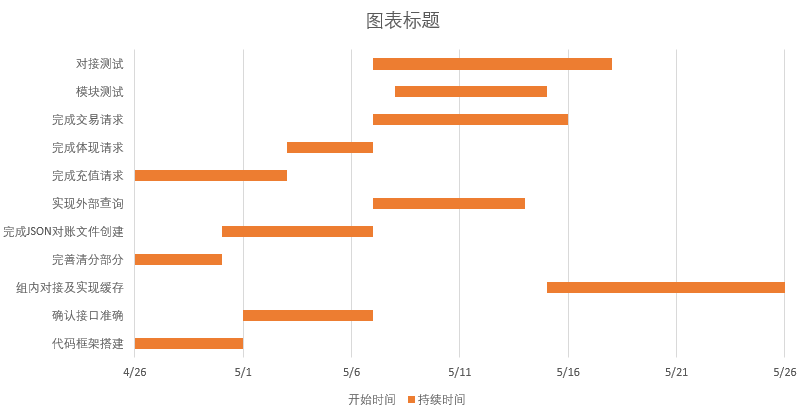 图表标题
对接测试
模块测试
完成交易请求
完成体现请求
完成充值请求
实现外部查询
完成JSON对账文件创建
完善清分部分
组内对接及实现缓存
确认接口准确
代码框架搭建
4/26 5/1 5/6 5/11 5/16 5/21 5/26
开始时间 持续时间